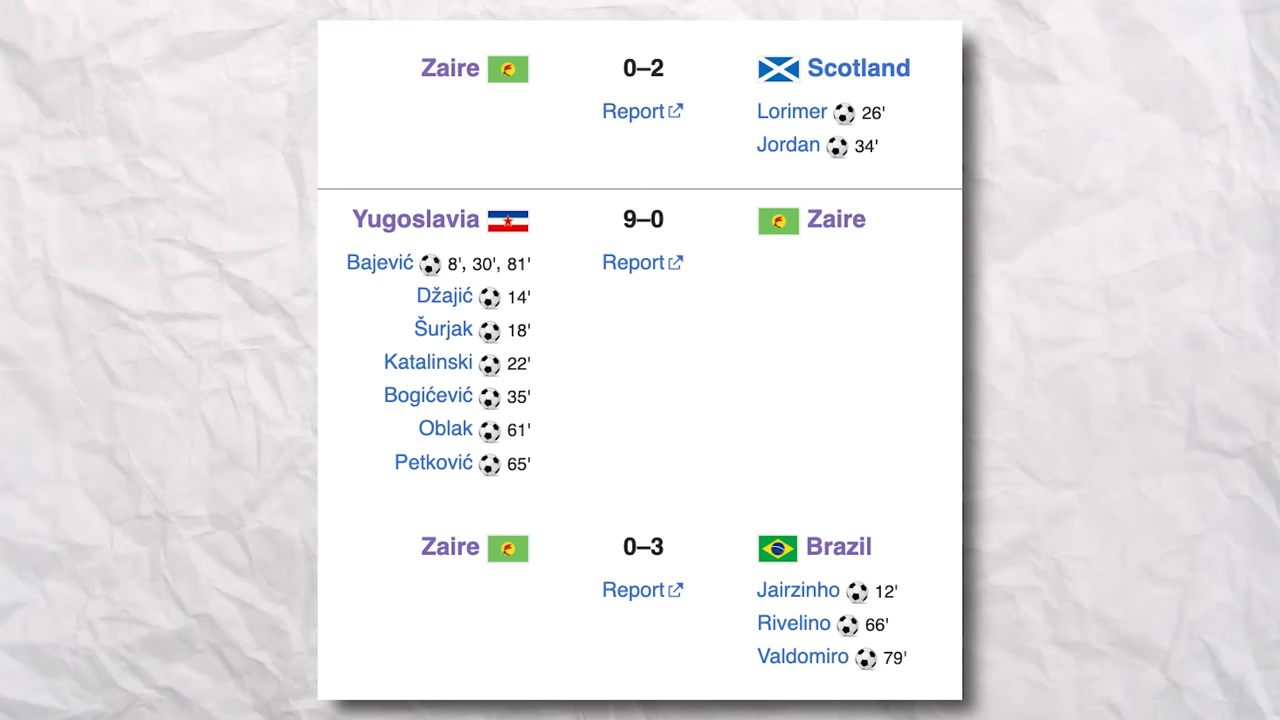 Zaire 0–2 Scotland
Report Lorimer 26'
Jordan 34'
Yugoslavia 9–0 Zaire
Bajević 8', 30', 81' Report
Džajić 14'
Šurjak 18'
Katalinski 22'
Bogićević 35'
Oblak 61'
Petković 65'
Zaire 0–3 Brazil
Report Jairzinho 12'
Rivelino 66'
Valdomiro 79'